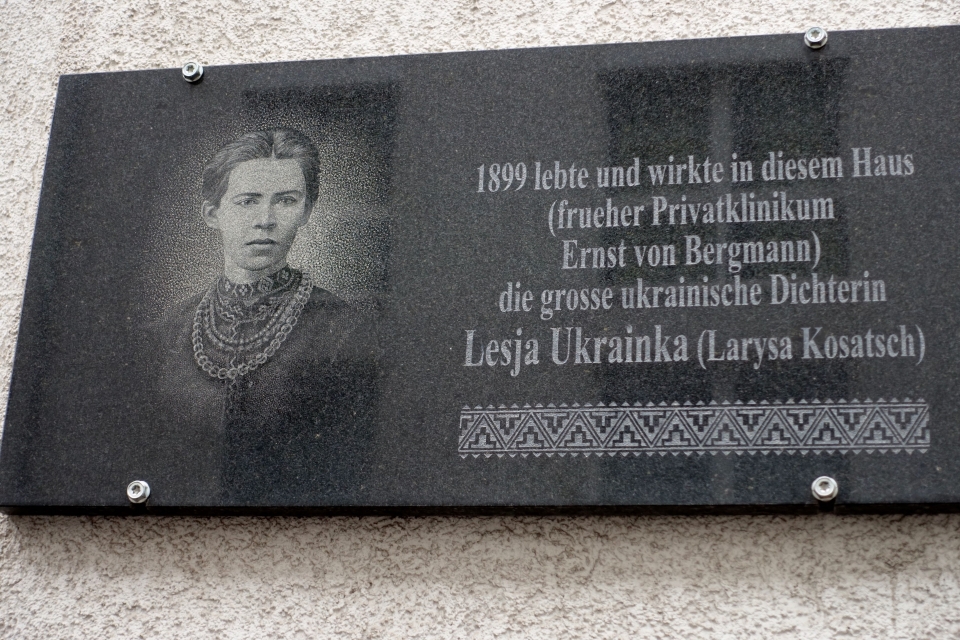 1899 lebte und wirkte in diesem Haus
(frueher Privatklinikum
Ernst von Bergmann)
die grosse ukrainische Dichterin
Lesja Ukrainka (Larysa Kosatsch)